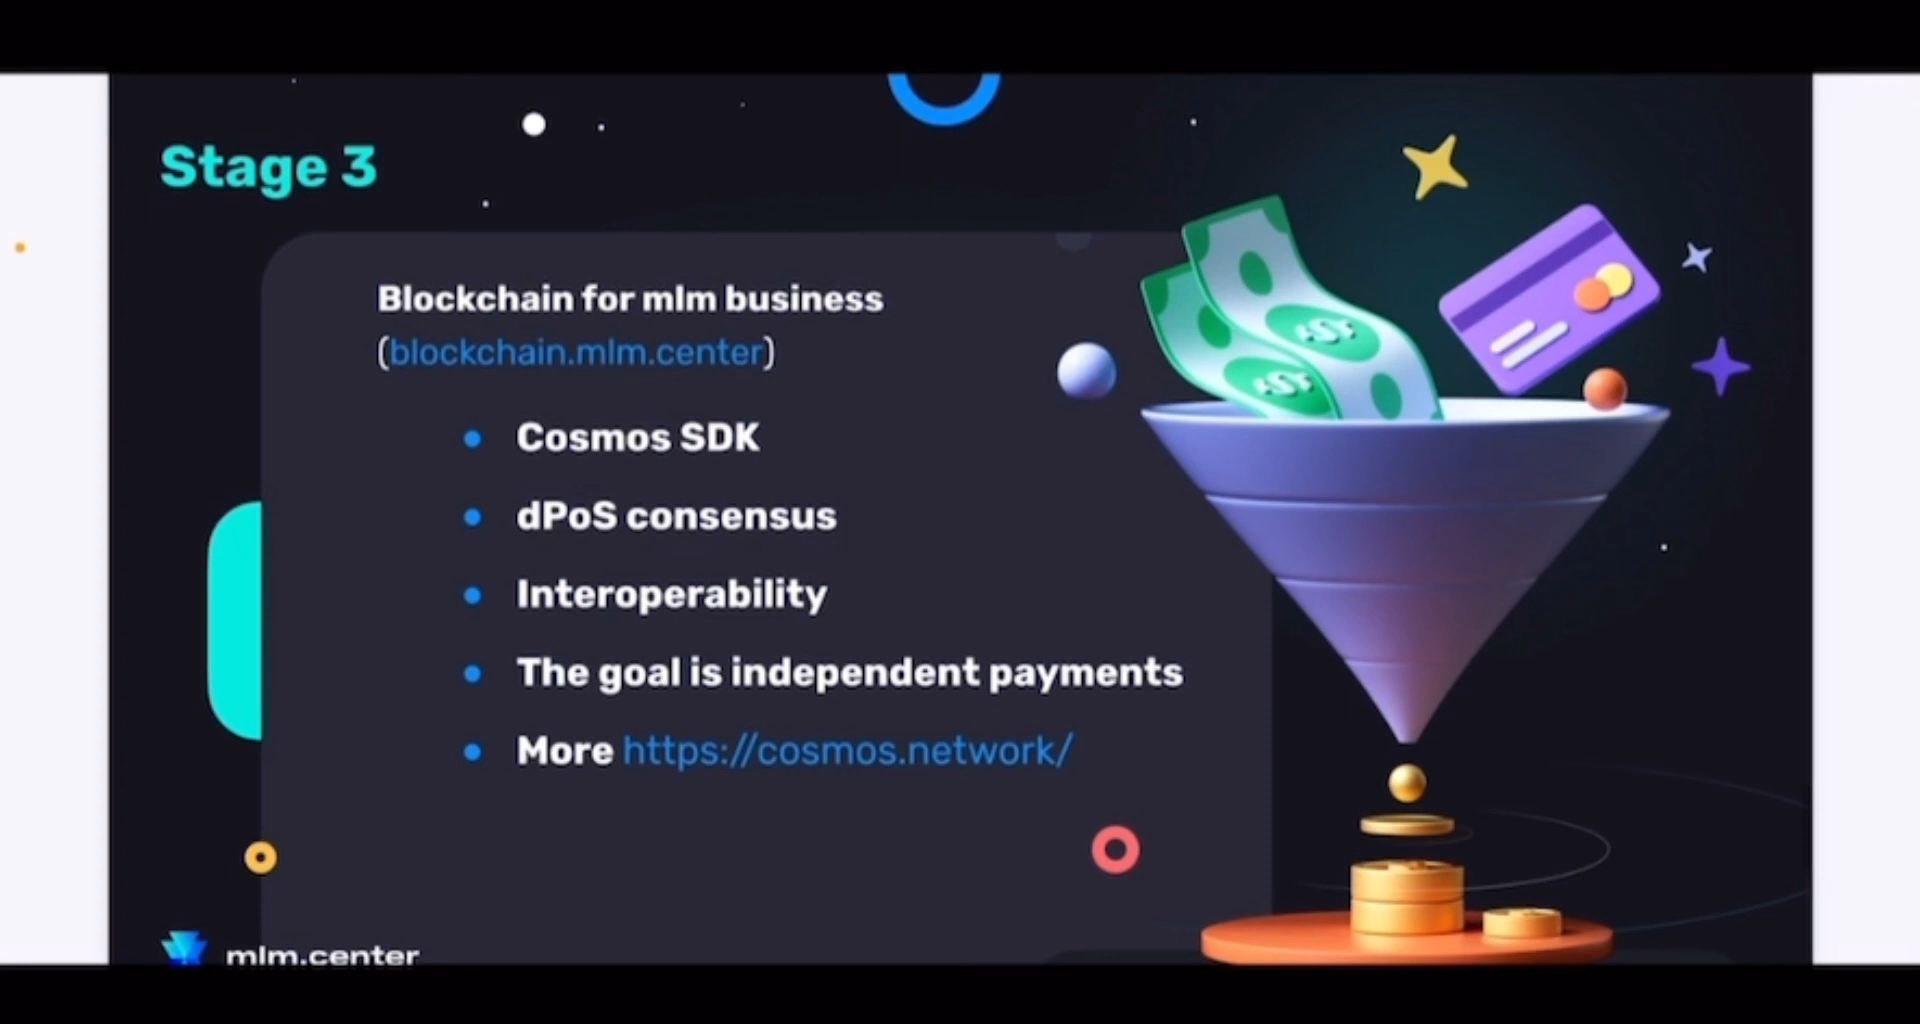 Stage 3
Blockchain for mlm business
(blockchain.mlm.center)
Cosmos SDK
dPoS consensus
Interoperability
The goal is independent payments
More https://cosmos.network/
mlm.center